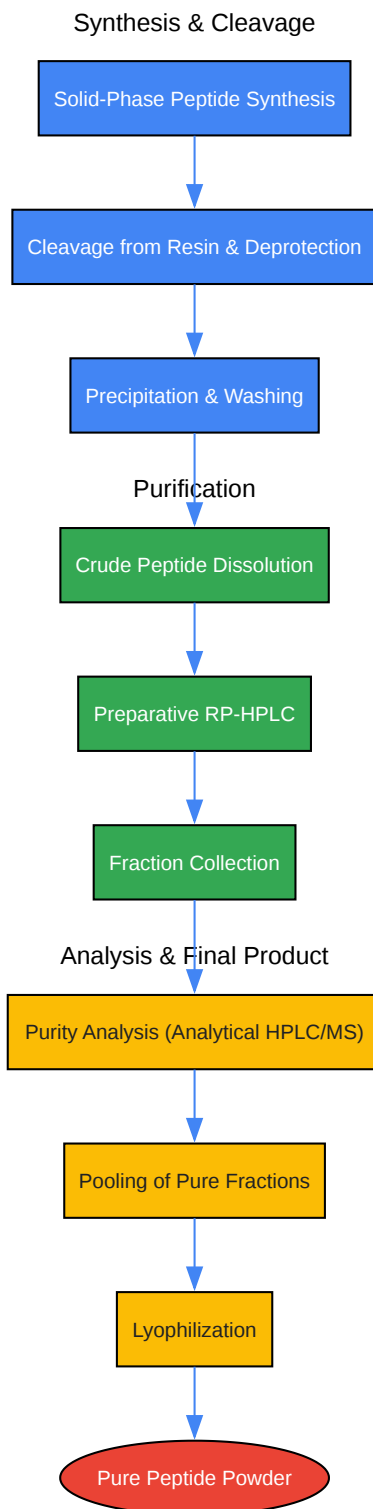 Synthesis & Cleavage
Solid-Phase Peptide Synthesis
Cleavage from Resin & Deprotection
Precipitation & Washing
Purification
Crude Peptide Dissolution
Preparative RP-HPLC
Fraction Collection
Analysis & Final Product
Purity Analysis (Analytical HPLC/MS)
Pooling of Pure Fractions
Lyophilization
Pure Peptide Powder